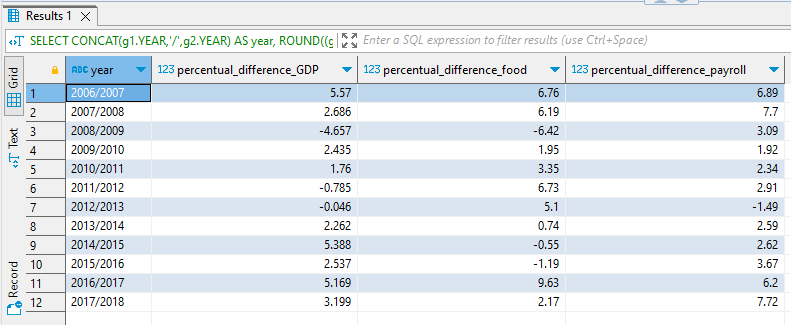 Results 1
SELECT CONCAT(g1.YEAR,'/',g2.YEAR) AS year, ROUND((g Enter a SQL expression to filter results (use Ctrl+Space)
Grid
Text
Record
ABC year 123 percentual_difference_GDP 123 percentual_difference_food 123 percentual_difference_payroll
1 2006/2007 5.57 6.76 6.89
2 2007/2008 2.686 6.19 7.7
3 2008/2009 -4.657 -6.42 3.09
4 2009/2010 2.435 1.95 1.92
5 2010/2011 1.76 3.35 2.34
6 2011/2012 -0.785 6.73 2.91
7 2012/2013 -0.046 5.1 -1.49
8 2013/2014 2.262 0.74 2.59
9 2014/2015 5.388 -0.55 2.62
10 2015/2016 2.537 -1.19 3.67
11 2016/2017 5.169 9.63 6.2
12 2017/2018 3.199 2.17 7.72